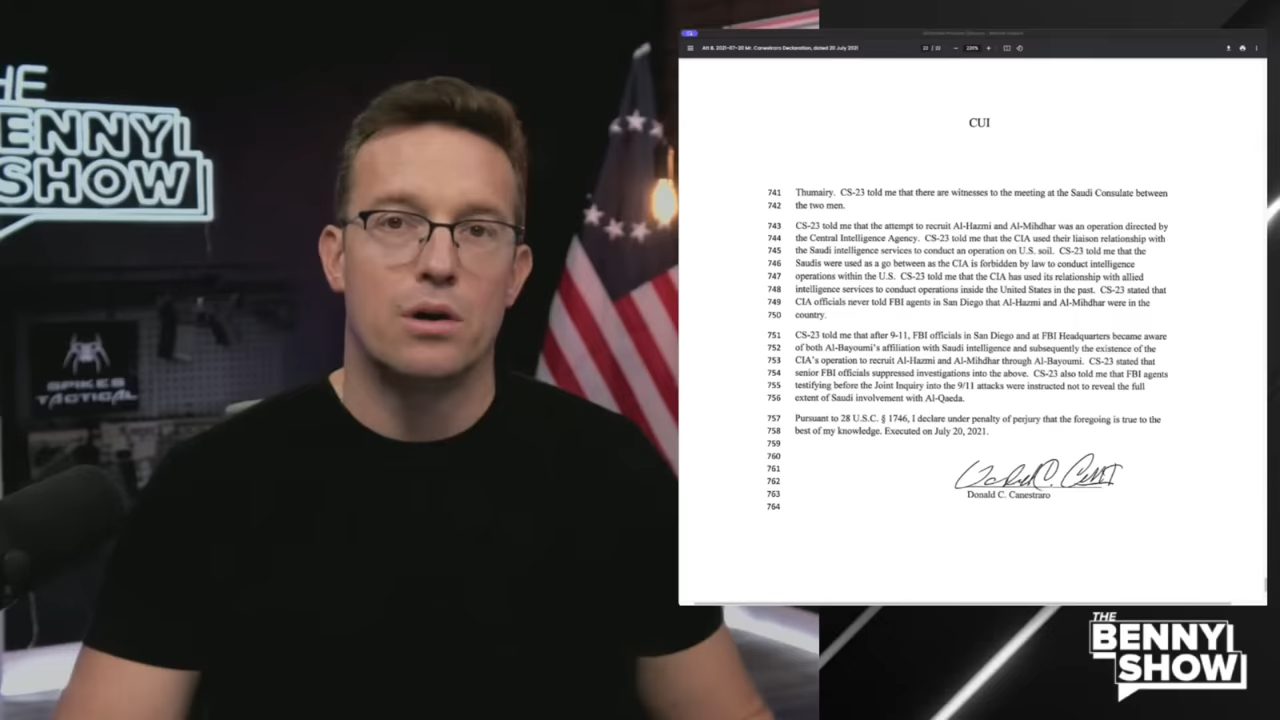 THE
BENNY
SHOW
SPIKES
TACTICAL
Att B, 2021-07-20 Mr. Canestraro Declaration, dated 20 July 2021
22 / 22
226%
CUI
741 Thumairy. CS-23 told me that there are witnesses to the meeting at the Saudi Consulate between
742 the two men.
743 CS-23 told me that the attempt to recruit Al-Hazmi and Al-Mihdhar was an operation directed by
744 the Central Intelligence Agency. CS-23 told me that the CIA used their liaison relationship with
745 the Saudi intelligence services to conduct an operation on U.S. soil. CS-23 told me that the
746 Saudis were used as a go between as the CIA is forbidden by law to conduct intelligence
747 operations within the U.S. CS-23 told me that the CIA has used its relationship with allied
748 intelligence services to conduct operations inside the United States in the past. CS-23 stated that
749 CIA officials never told FBI agents in San Diego that Al-Hazmi and Al-Mihdhar were in the
750 country.
751 CS-23 told me that after 9-11, FBI officials in San Diego and at FBI Headquarters became aware
752 of both Al-Bayoumi's affiliation with Saudi intelligence and subsequently the existence of the
753 CIA's operation to recruit Al-Hazmi and Al-Mihdhar through Al-Bayoumi. CS-23 stated that
754 senior FBI officials suppressed investigations into the above. CS-23 also told me that FBI agents
755 testifying before the Joint Inquiry into the 9/11 attacks were instructed not to reveal the full
756 extent of Saudi involvement with Al-Qaeda.
757 Pursuant to 28 U.S.C. § 1746, I declare under penalty of perjury that the foregoing is true to the
758 best of my knowledge. Executed on July 20, 2021.
759
760
761
762
763 Donald C. Canestraro
764
THE
BENNY
SHOW